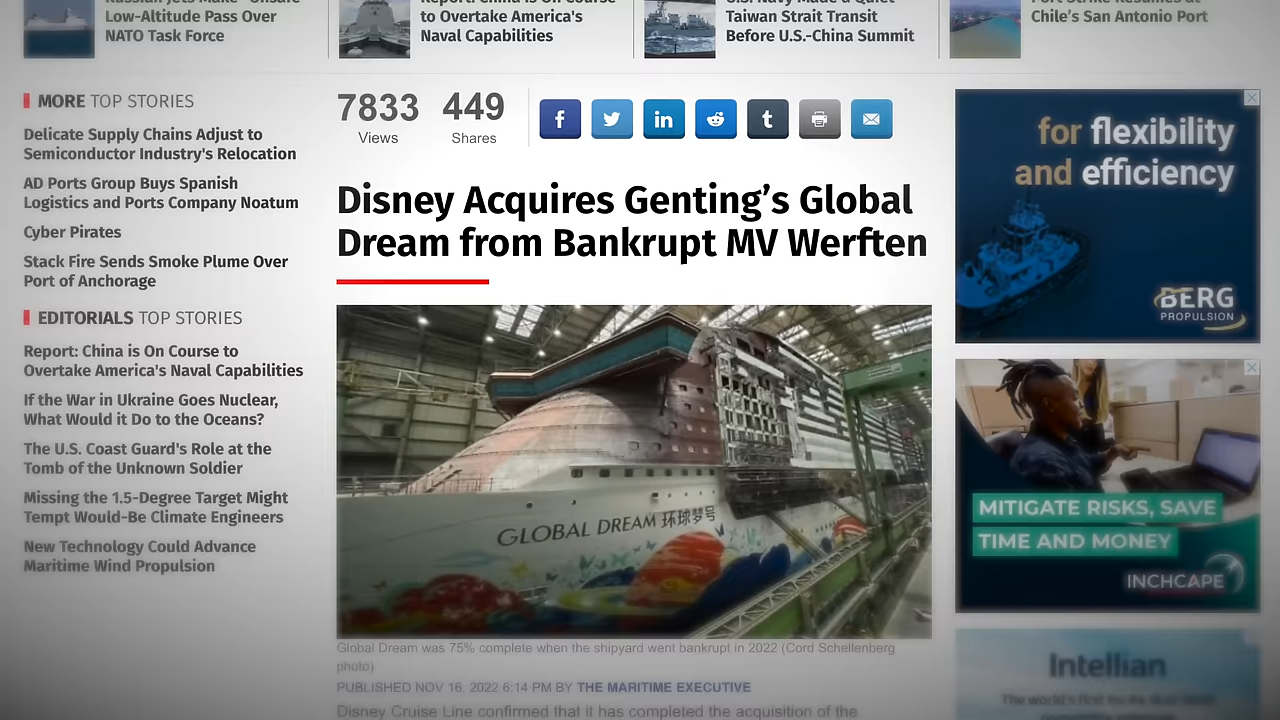 Low-Altitude Pass Over
NATO Task Force
to Overtake America's
Naval Capabilities
Taiwan Strait Transit
Before U.S.-China Summit
Chile's San Antonio Port
MORE TOP STORIES
Delicate Supply Chains Adjust to
Semiconductor Industry's Relocation
AD Ports Group Buys Spanish
Logistics and Ports Company Noatum
Cyber Pirates
Stack Fire Sends Smoke Plume Over
Port of Anchorage
EDITORIALS TOP STORIES
Report: China is On Course to
Overtake America's Naval Capabilities
If the War in Ukraine Goes Nuclear,
What Would it Do to the Oceans?
The U.S. Coast Guard's Role at the
Tomb of the Unknown Soldier
Missing the 1.5-Degree Target Might
Tempt Would-Be Climate Engineers
New Technology Could Advance
Maritime Wind Propulsion
7833 449
Views Shares
Disney Acquires Genting’s Global
Dream from Bankrupt MV Werften
GLOBAL DREAM 环球梦号
Global Dream was 75% complete when the shipyard went bankrupt in 2022 (Cord Schellenberg
photo)
PUBLISHED NOV 16, 2022 6:14 PM BY THE MARITIME EXECUTIVE
Disney Cruise Line confirmed that it has completed the acquisition of the
for flexibility
and efficiency
BERG
PROPULSION
MITIGATE RISKS, SAVE
TIME AND MONEY
INCHCAPE
Intellian